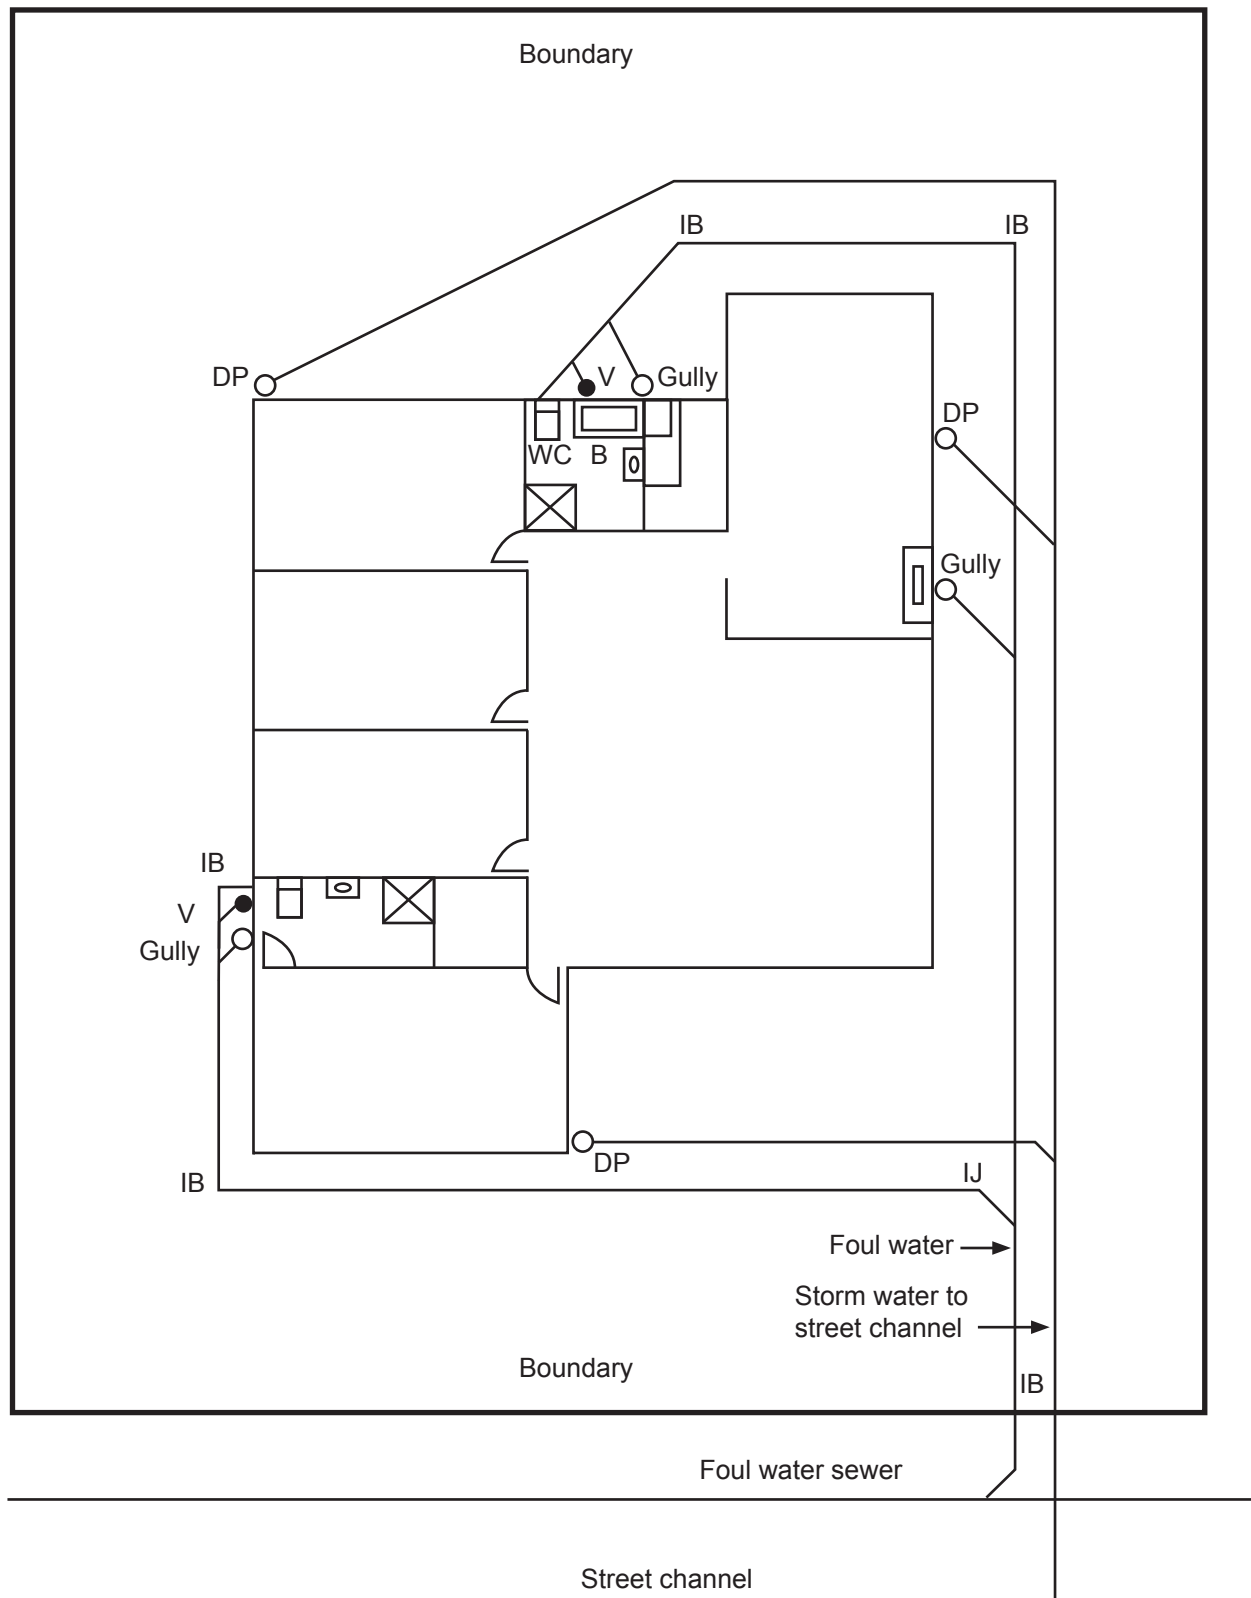 Boundary
IB
IB
DP
V
Gully
DP
WC
B
Gully
IB
V
Gully
DP
IJ
IB
Foul water
Storm water to
street channel
Boundary
IB
Foul water sewer
Street channel